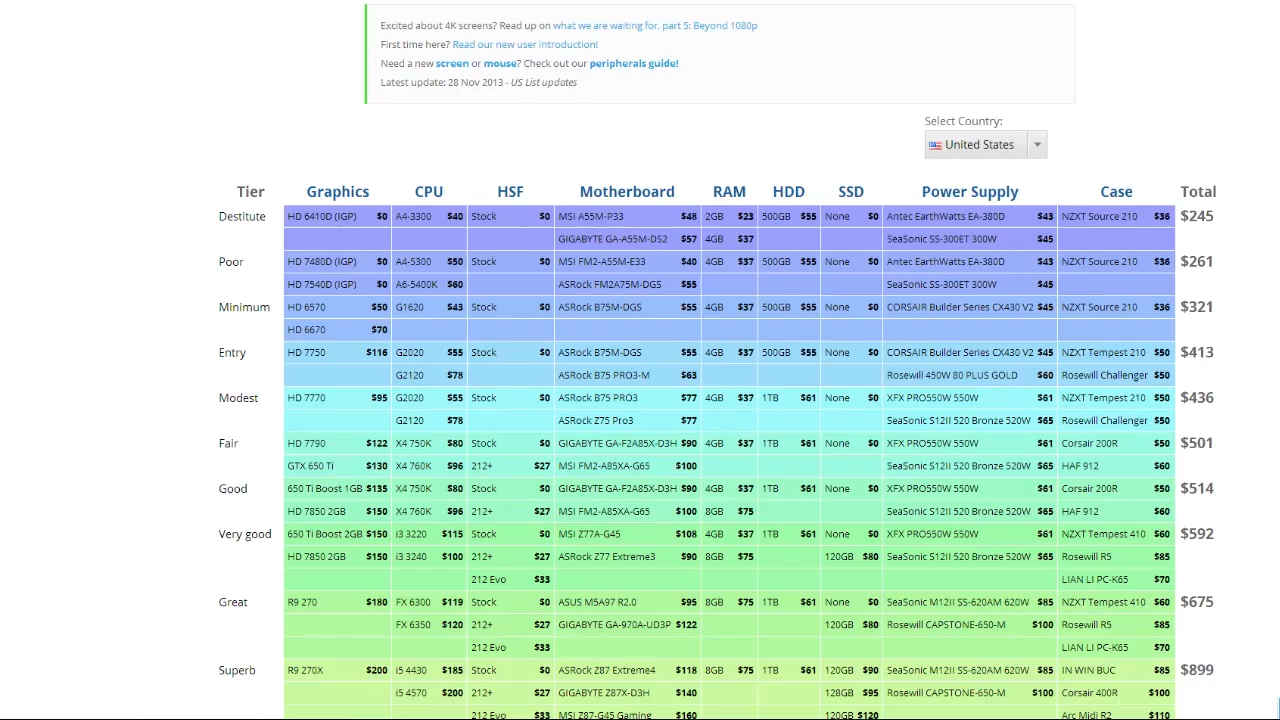 Excited about 4K screens? Read up on what we are waiting for, part 5: Beyond 1080p
First time here? Read our new user introduction!
Need a new screen or mouse? Check out our peripherals guide!
Latest update: 28 Nov 2013 - US List updates
Select Country:
United States
Tier Graphics CPU HSF Motherboard RAM HDD SSD Power Supply Case Total
Destitute HD 6410D (IGP) $0 A4-3300 $40 Stock $0 MSI A55M-P33 $48 2GB $23 500GB $55 None $0 Antec EarthWatts EA-380D $43 NZXT Source 210 $36 $245
GIGABYTE GA-A55M-DS2 $57 4GB $37 SeaSonic SS-300ET 300W $45
Poor HD 7480D (IGP) $0 A4-5300 $50 Stock $0 MSI FM2-A55M-E33 $40 4GB $37 500GB $55 None $0 Antec EarthWatts EA-380D $43 NZXT Source 210 $36 $261
HD 7540D (IGP) $0 A6-5400K $60 ASRock FM2A75M-DGS $55 SeaSonic SS-300ET 300W $45
Minimum HD 6570 $50 G1620 $43 Stock $0 ASRock B75M-DGS $55 4GB $37 500GB $55 None $0 CORSAIR Builder Series CX430 V2 $45 NZXT Source 210 $36 $321
HD 6670 $70
Entry HD 7750 $116 G2020 $55 Stock $0 ASRock B75M-DGS $55 4GB $37 500GB $55 None $0 CORSAIR Builder Series CX430 V2 $45 NZXT Tempest 210 $50 $413
G2120 $78 ASRock B75 PRO3-M $63 Rosewill 450W 80 PLUS GOLD $60 Rosewill Challenger $50
Modest HD 7770 $95 G2020 $55 Stock $0 ASRock B75 PRO3 $77 4GB $37 1TB $61 None $0 XFX PRO550W 550W $61 NZXT Tempest 210 $50 $436
G2120 $78 ASRock Z75 Pro3 $77 SeaSonic S12II 520 Bronze 520W $65 Rosewill Challenger $50
Fair HD 7790 $122 X4 750K $80 Stock $0 GIGABYTE GA-F2A85X-D3H $90 4GB $37 1TB $61 None $0 XFX PRO550W 550W $61 Corsair 200R $50 $501
GTX 650 Ti $130 X4 760K $96 212+ $27 MSI FM2-A85XA-G65 $100 SeaSonic S12II 520 Bronze 520W $65 HAF 912 $60
Good 650 Ti Boost 1GB $135 X4 750K $80 Stock $0 GIGABYTE GA-F2A85X-D3H $90 4GB $37 1TB $61 None $0 XFX PRO550W 550W $61 Corsair 200R $50 $514
HD 7850 2GB $150 X4 760K $96 212+ $27 MSI FM2-A85XA-G65 $100 8GB $75 SeaSonic S12II 520 Bronze 520W $65 HAF 912 $60
Very good 650 Ti Boost 2GB $150 i3 3220 $115 Stock $0 MSI Z77A-G45 $108 4GB $37 1TB $61 None $0 XFX PRO550W 550W $61 NZXT Tempest 410 $60 $592
HD 7850 2GB $150 i3 3240 $100 212+ $27 ASRock Z77 Extreme3 $90 8GB $75 120GB $80 SeaSonic S12II 520 Bronze 520W $65 Rosewill R5 $85
212 Evo $33 LIAN LI PC-K65 $70
Great R9 270 $180 FX 6300 $119 Stock $0 ASUS M5A97 R2.0 $95 8GB $75 1TB $61 None $0 SeaSonic M12II SS-620AM 620W $85 NZXT Tempest 410 $60 $675
FX 6350 $120 212+ $27 GIGABYTE GA-970A-UD3P $122 120GB $80 Rosewill CAPSTONE-650-M $100 Rosewill R5 $85
212 Evo $33 LIAN LI PC-K65 $70
Superb R9 270X $200 i5 4430 $185 Stock $0 ASRock Z87 Extreme4 $118 8GB $75 1TB $61 120GB $90 SeaSonic M12II SS-620AM 620W $85 IN WIN BUC $85 $899
i5 4570 $200 212+ $27 GIGABYTE Z87X-D3H $140 128GB $95 Rosewill CAPSTONE-650-M $100 Corsair 400R $100
212 Evo $33 MSI Z87-G45 Gaming $160 120GB $120 Arc Midi R2 $110